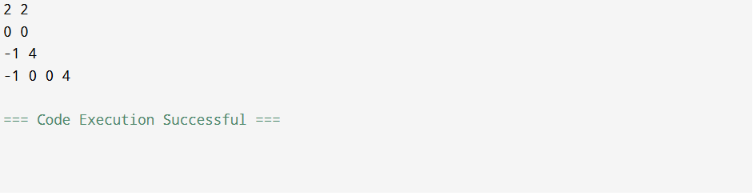 2 2
0 0
-1 4
-1 0 0 4
=== Code Execution Successful ===